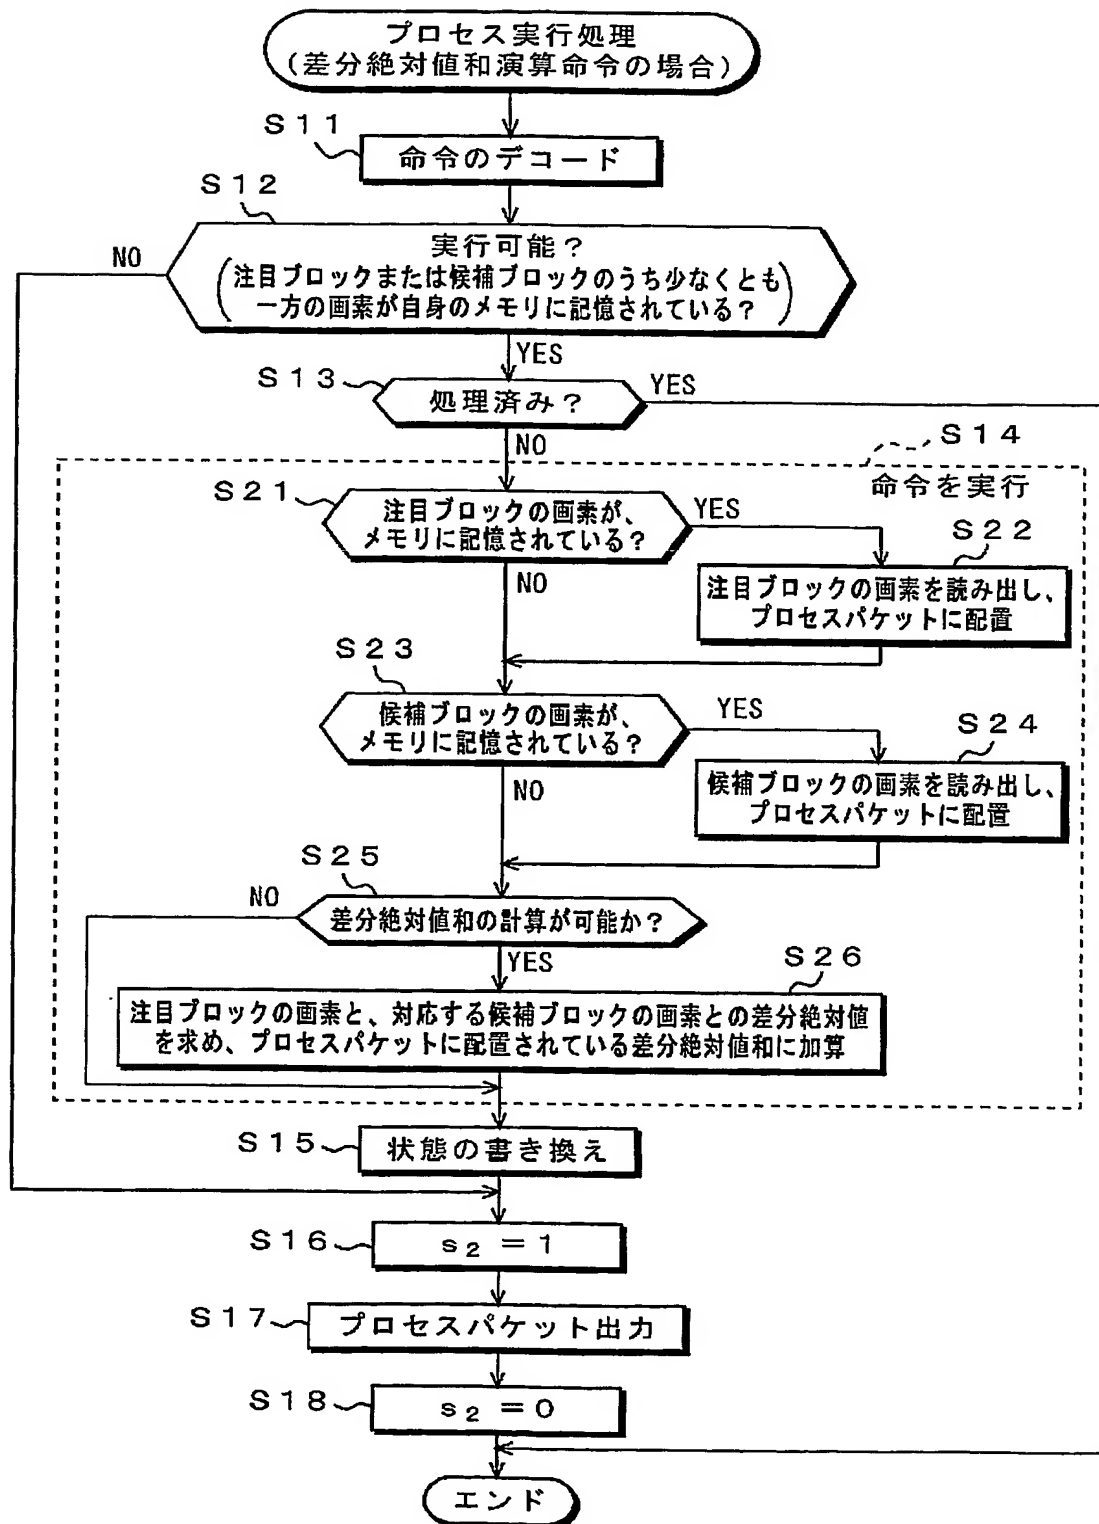 プロセス実行処理
(差分絶対値和演算命令の場合)
S11
命令のデコード
S12
実行可能?
NO
(注目ブロックまたは候補ブロックのうち少なくとも
一方の画素が自身のメモリに記憶されている?)
YES
S13
処理済み?
YES
NO
S14
命令を実行
S21
注目ブロックの画素が、
メモリに記憶されている?
YES
NO
S22
注目ブロックの画素を読み出し、
プロセスパケットに配置
S23
候補ブロックの画素が、
メモリに記憶されている?
YES
NO
S24
候補ブロックの画素を読み出し、
プロセスパケットに配置
S25
NO
差分絶対値和の計算が可能か?
YES
S26
注目ブロックの画素と、対応する候補ブロックの画素との差分絶対値
を求め、プロセスパケットに配置されている差分絶対値和に加算
S15
状態の書き換え
S16
s₂ =1
S17
プロセスパケット出力
S18
s₂ =0
エンド